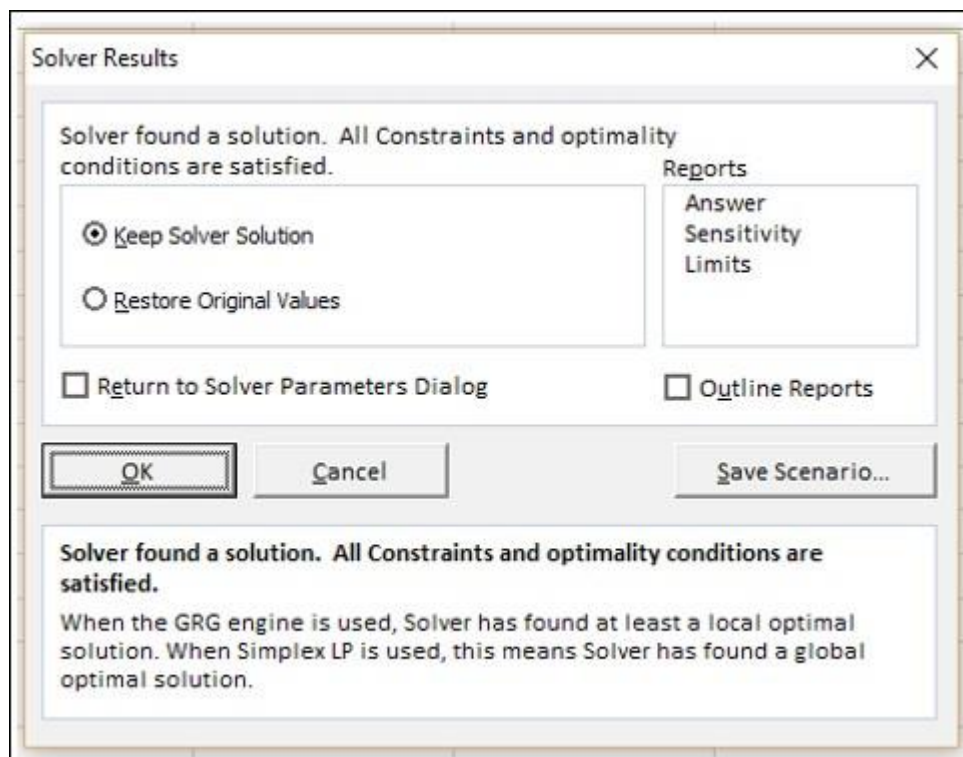 Solver Results
Solver found a solution. All Constraints and optimality
conditions are satisfied.
Reports
Keep Solver Solution
Restore Original Values
Answer
Sensitivity
Limits
Return to Solver Parameters Dialog
Outline Reports
OK
Cancel
Save Scenario...
Solver found a solution. All Constraints and optimality conditions are
satisfied.
When the GRG engine is used, Solver has found at least a local optimal
solution. When Simplex LP is used, this means Solver has found a global
optimal solution.